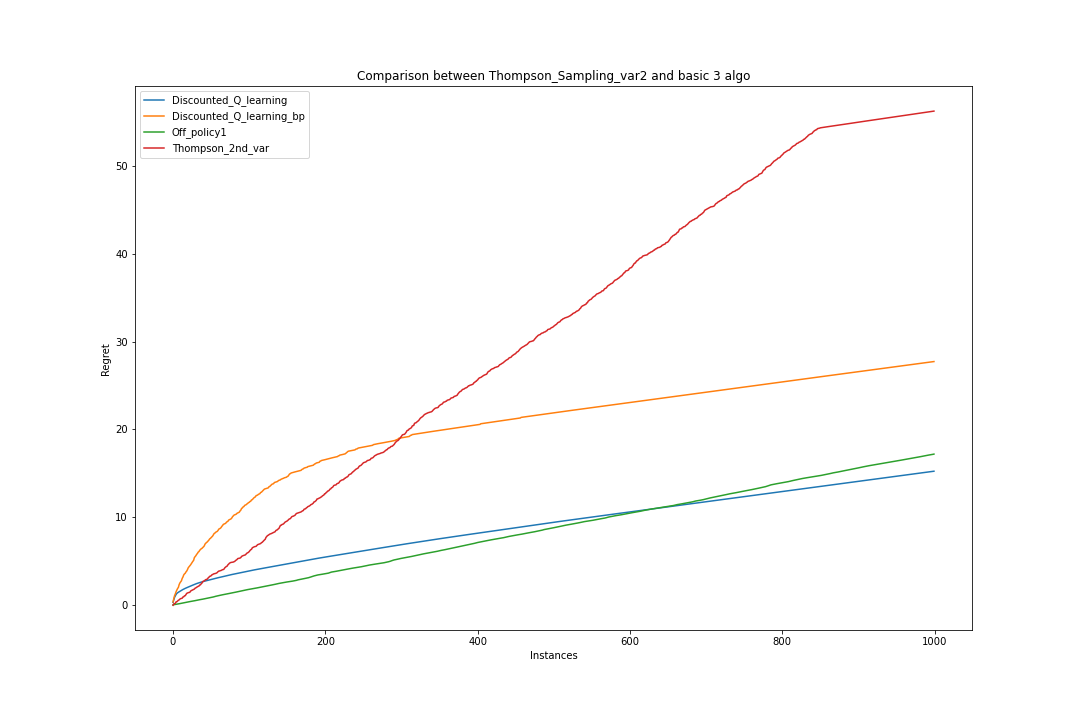 Comparison between Thompson_Sampling_var2 and basic 3 algo
Discounted_Q_learning
Discounted_Q_learning_bp
Off_policy1
Thompson_2nd_var
50
40
30
20
10
0
Regret
0 200 400 600 800 1000
Instances